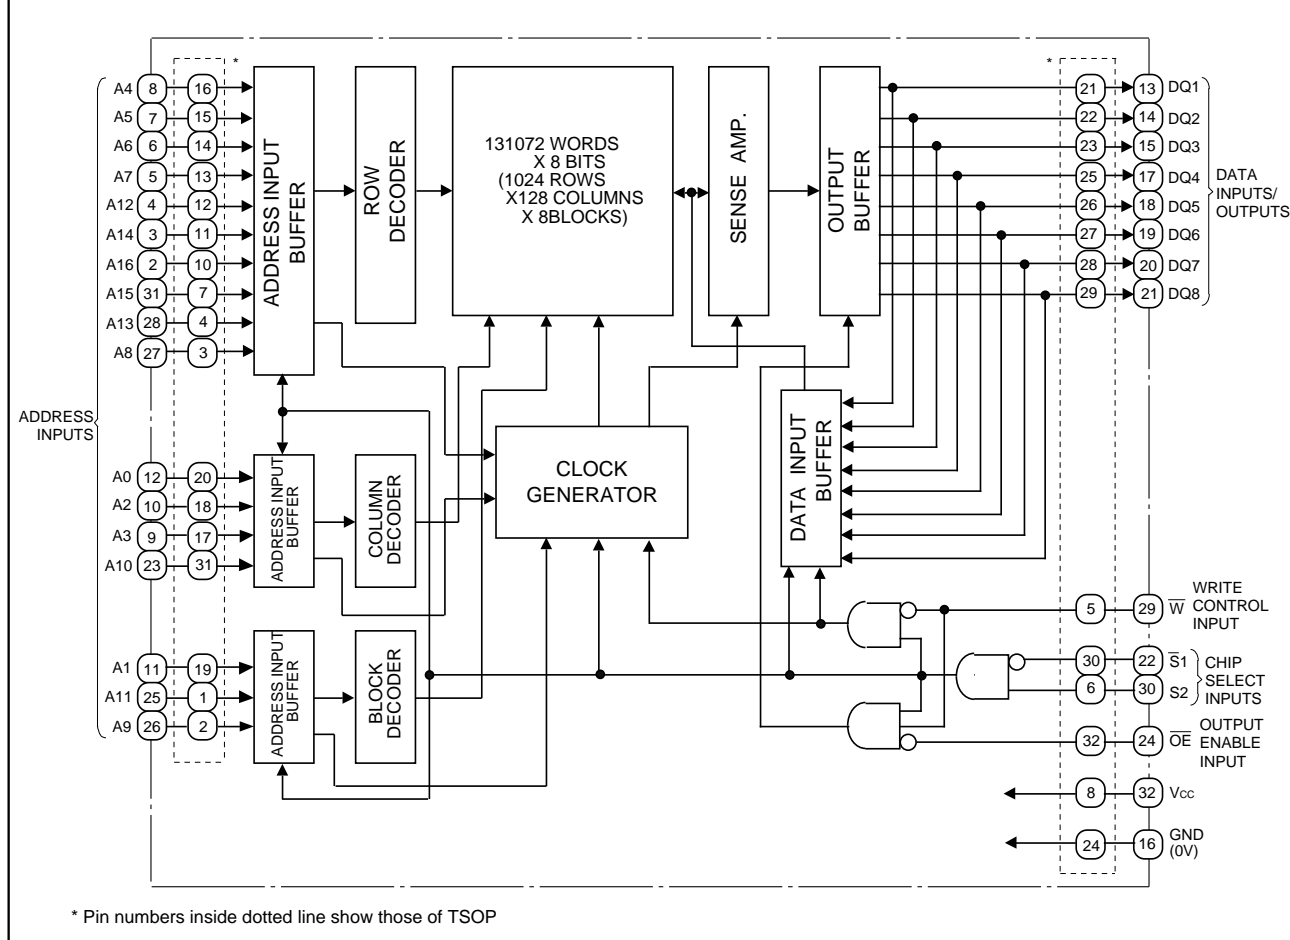 *
*
A4 8 16
A5 7 15
A6 6 14
A7 5 13
A12 4 12
A14 3 11
A16 2 10
A15 31 7
A13 28 4
A8 27 3
ADDRESS INPUT
BUFFER
ROW
DECODER
131072 WORDS
X 8 BITS
(1024 ROWS
X128 COLUMNS
X 8BLOCKS)
SENSE AMP.
OUTPUT
BUFFER
21 13 DQ1
22 14 DQ2
23 15 DQ3
25 17 DQ4
26 18 DQ5
27 19 DQ6
28 20 DQ7
29 21 DQ8
DATA
INPUTS/
OUTPUTS
ADDRESS
INPUTS
A0 12 20
A2 10 18
A3 9 17
A10 23 31
ADDRESS INPUT
BUFFER
COLUMN
DECODER
CLOCK
GENERATOR
DATA INPUT
BUFFER
A1 11 19
A11 25 1
A9 26 2
ADDRESS INPUT
BUFFER
BLOCK
DECODER
5 29 W
WRITE
CONTROL
INPUT
30 22 S1
6 30 S2
CHIP
SELECT
INPUTS
32 24 OE
OUTPUT
ENABLE
INPUT
8 32 Vcc
24 16 GND
(0V)
* Pin numbers inside dotted line show those of TSOP